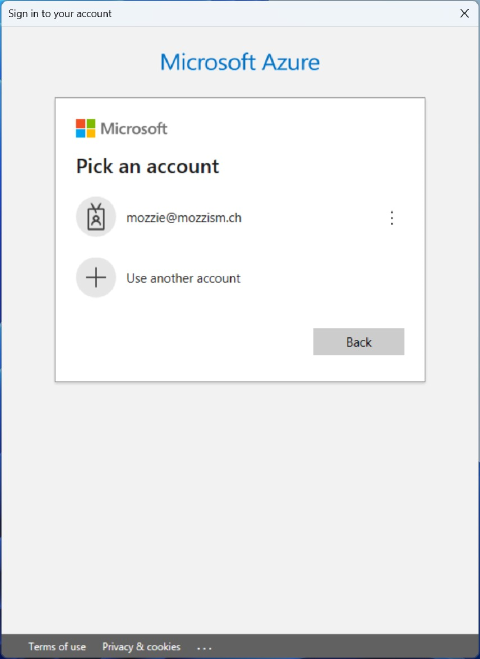 Sign in to your account
Microsoft Azure
Microsoft
Pick an account
mozzie@mozzism.ch
Use another account
Back
Terms of use Privacy & cookies ...